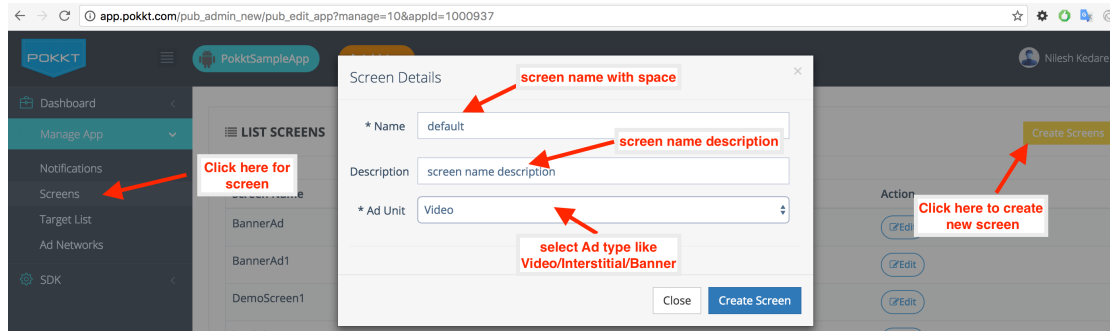 app.pokkt.com/pub_admin_new/pub_edit_app?manage=10&appId=1000937
POKKT
PokktSampleApp
Nilesh Kedare
Screen Details
×
screen name with space
Dashboard
Manage App
LIST SCREENS
* Name
default
Create Screens
screen name description
Notifications
Click here for
screen
Description
screen name description
Screens
Screen Name
Action
Target List
* Ad Unit
Video
Click here to create
new screen
BannerAd
Edit
Ad Networks
select Ad type like
Video/Interstitial/Banner
BannerAd1
Edit
SDK
DemoScreen1
Close
Create Screen
Edit